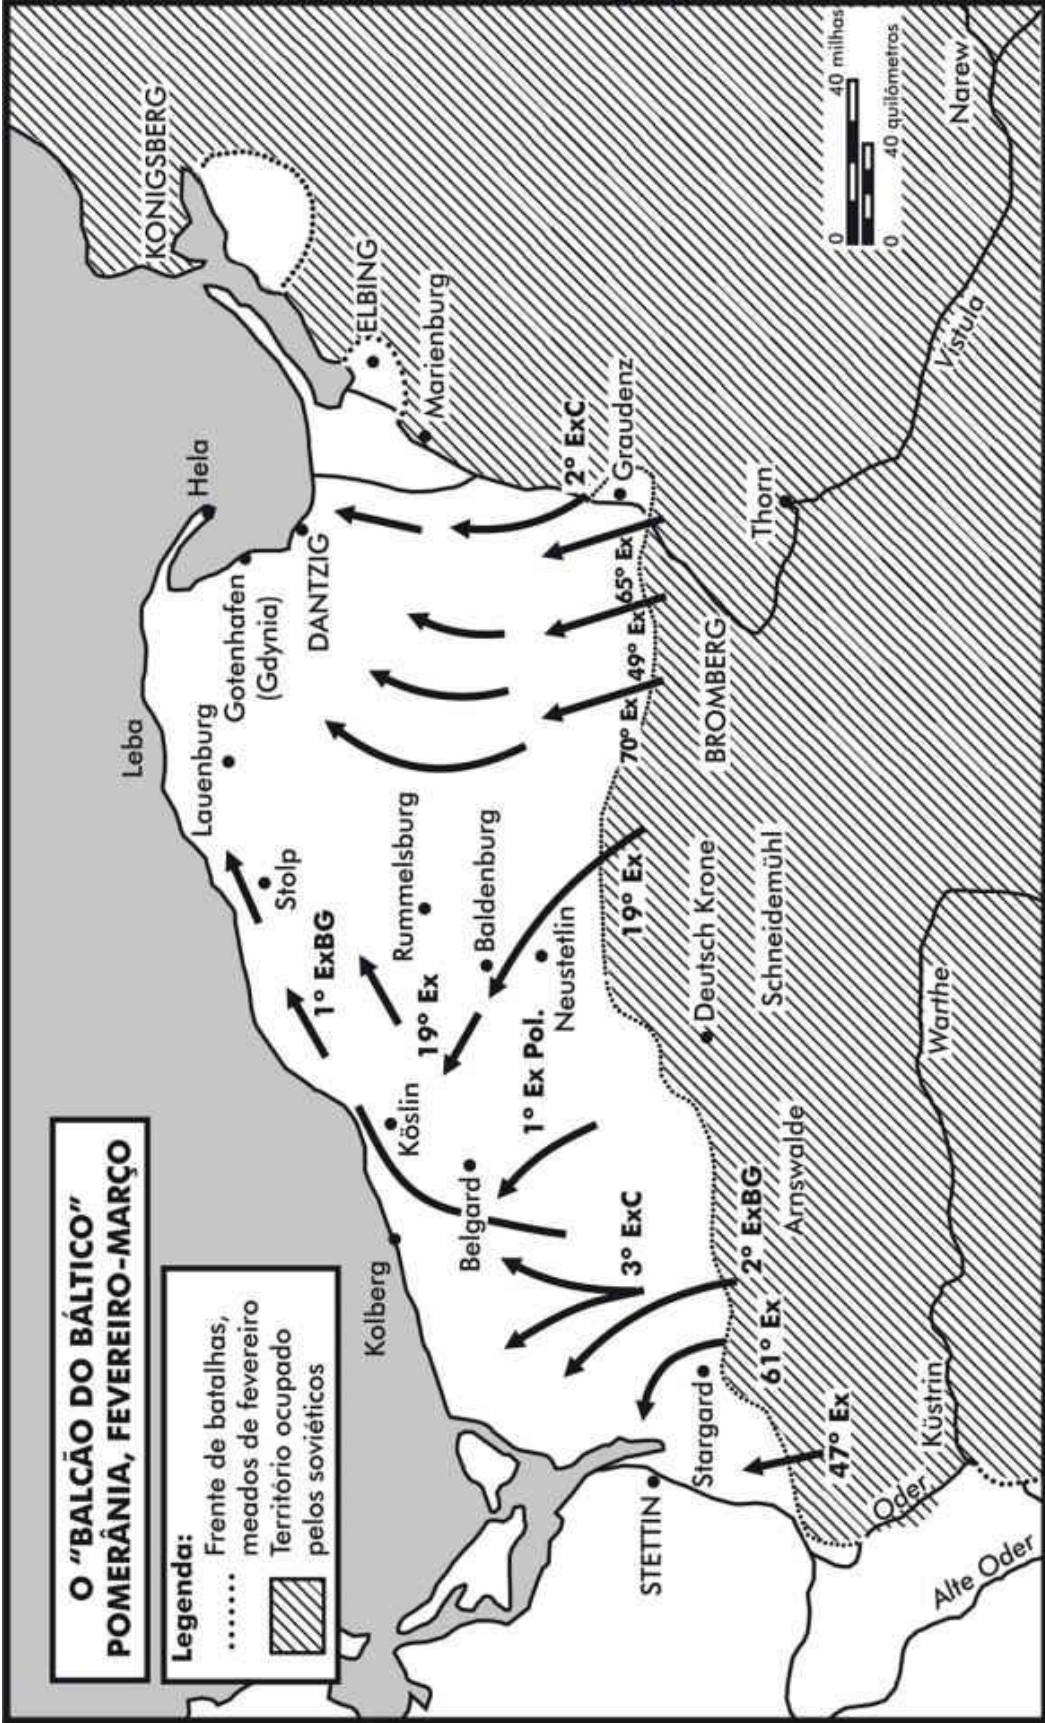 O “BALCÃO DO BÁLTICO”
POMERÂNIA, FEVEREIRO-MARÇO
Legenda:
Frente de batalhas,
meados de fevereiro
Território ocupado
pelos soviéticos
KONIGSBERG
Hela
ELBING
Marienburg
Leba
Lauenburg
Gotenhafen
(Gdynia)
DANTZIG
Stolp
1º ExBG
Rummelsburg
19º Ex
Köslin
Kolberg
Belgard
Baldenburg
1º Ex Pol.
Neustetlin
2º ExC
Graudenz
70º Ex
49º Ex
65º Ex
19º Ex
3º ExC
STETTIN
Stargard
2º ExBG
Arnswalde
61º Ex
47º Ex
Deutsch Krone
Schneidemühl
BROMBERG
Thorn
Vistula
Narew
Warthe
Küstrin
Oder
Alte Oder
0 40 milhas
0 40 quilómetros